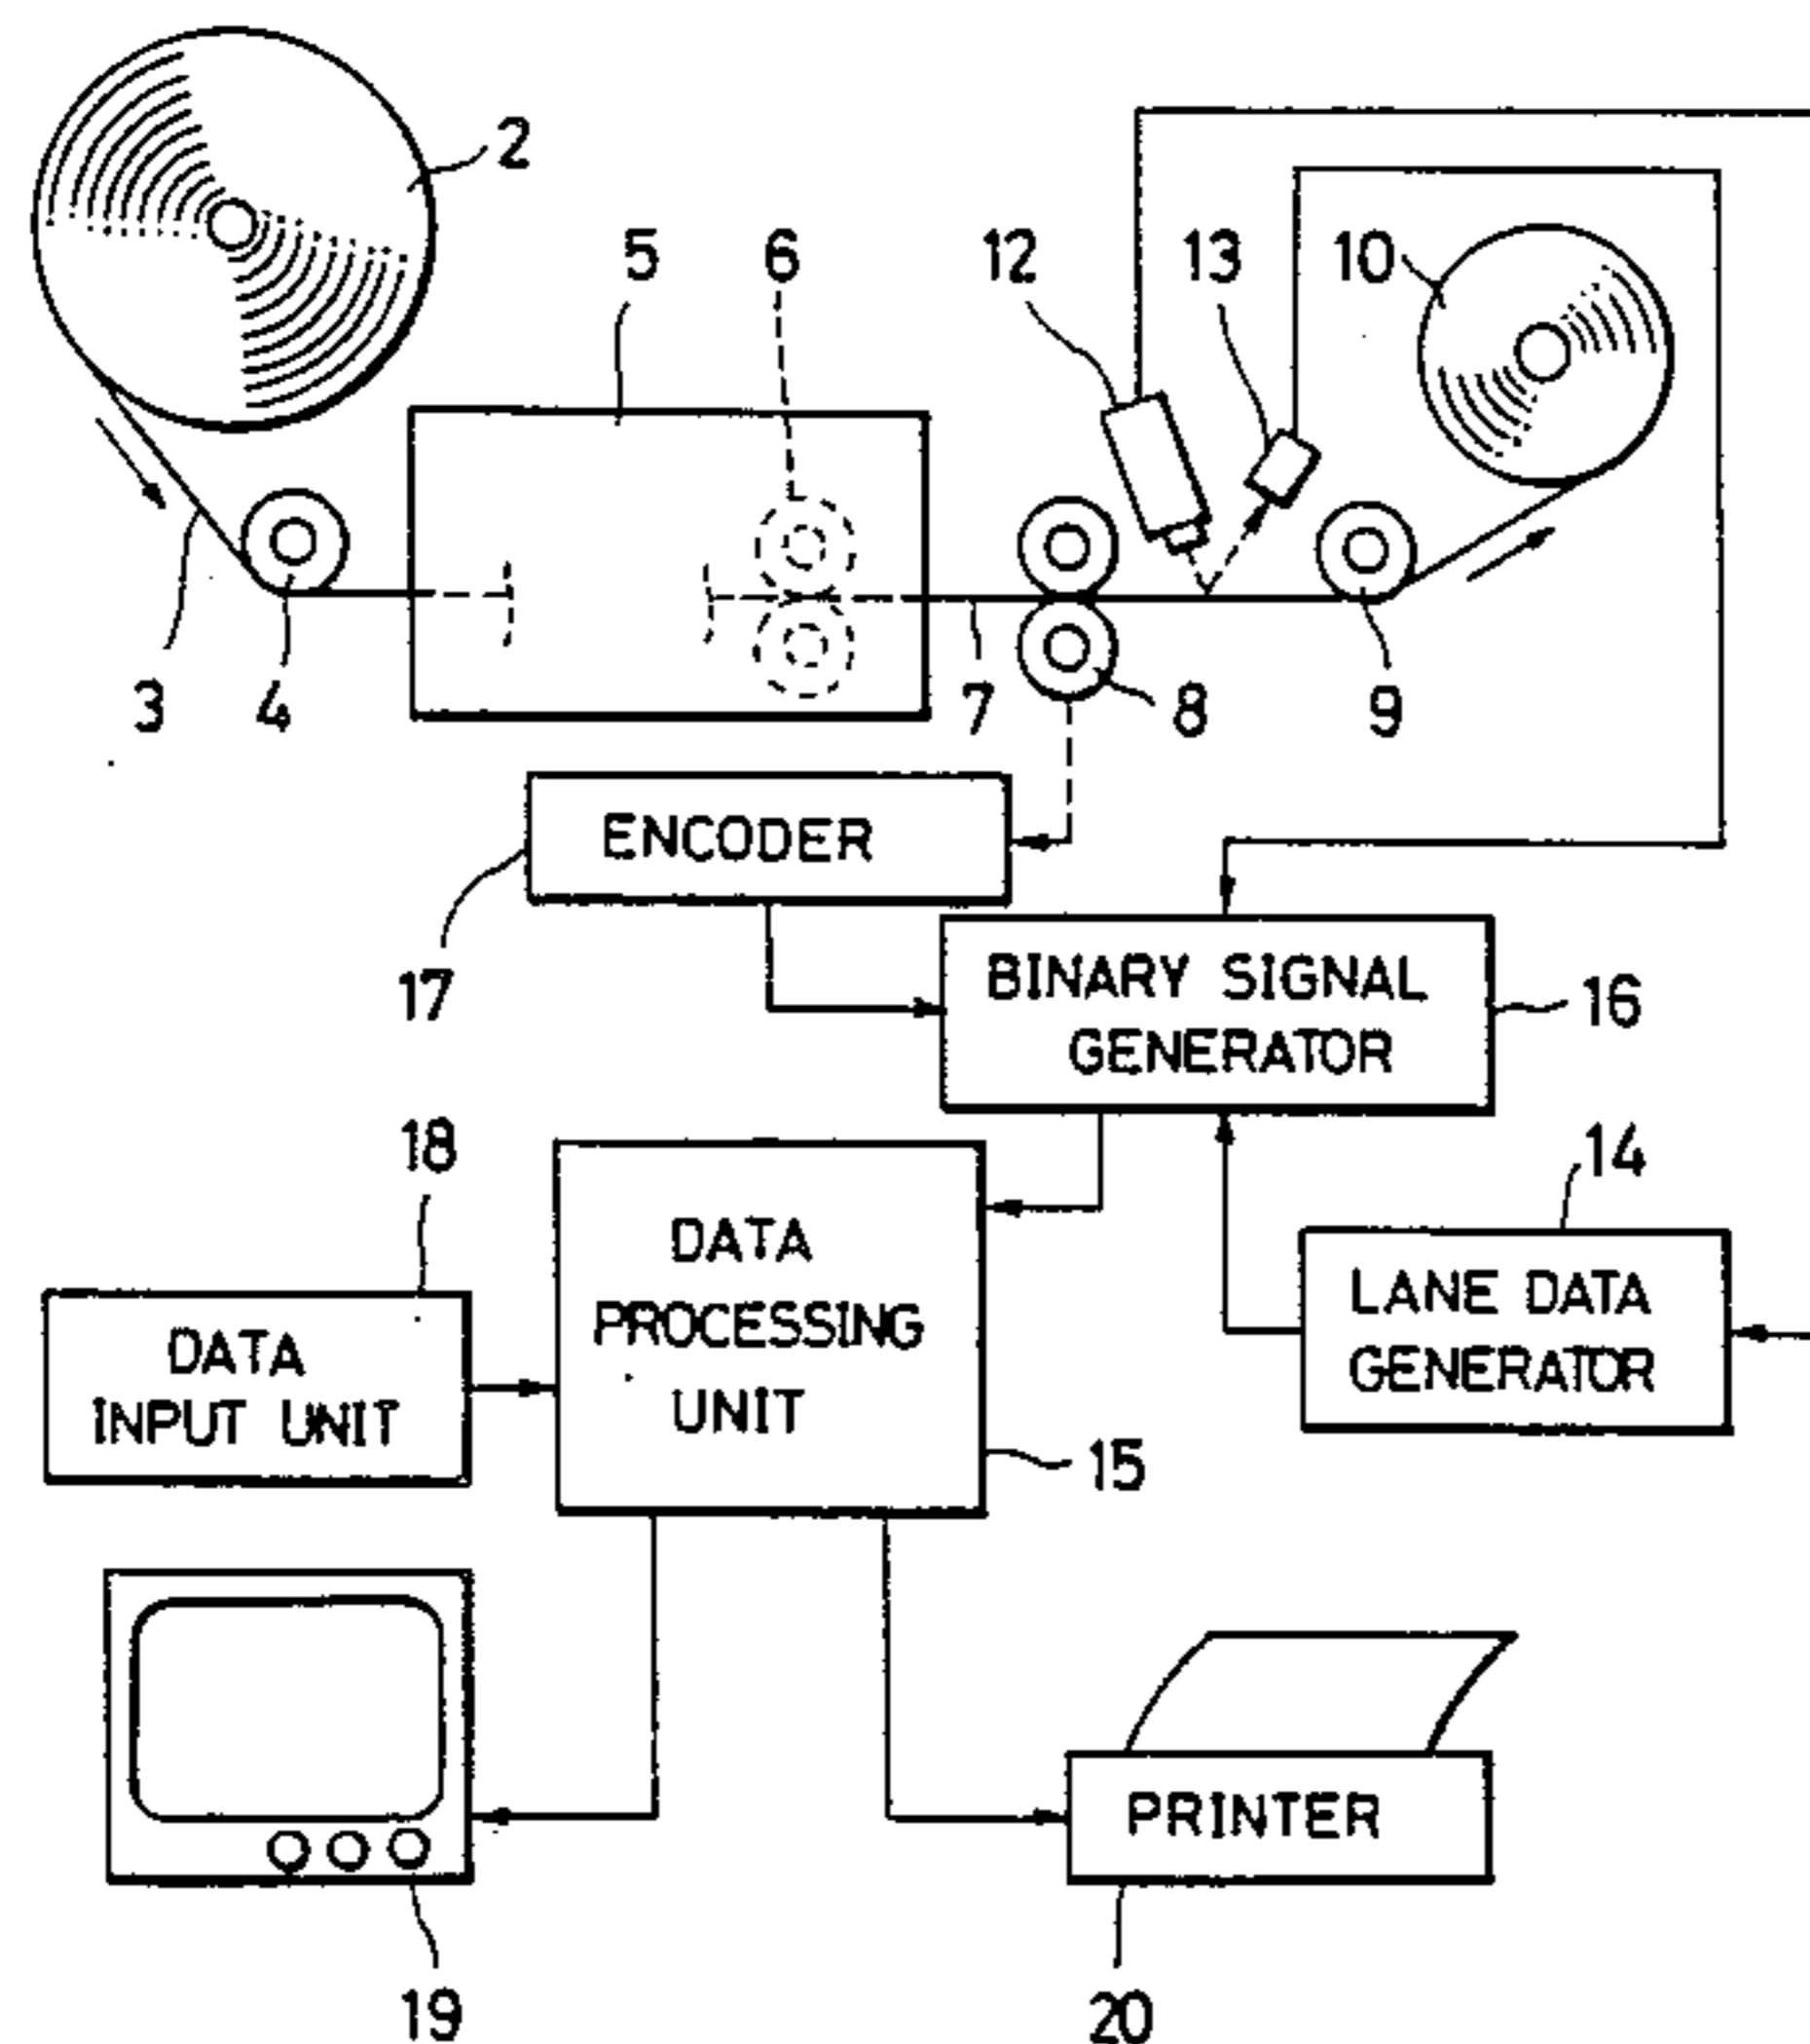 2
5
6
12
13
10
3
4
7
8
9
ENCODER
17
BINARY SIGNAL
GENERATOR
16
18
14
DATA
PROCESSING
UNIT
LANE DATA
GENERATOR
DATA
INPUT UNIT
15
PRINTER
19
20